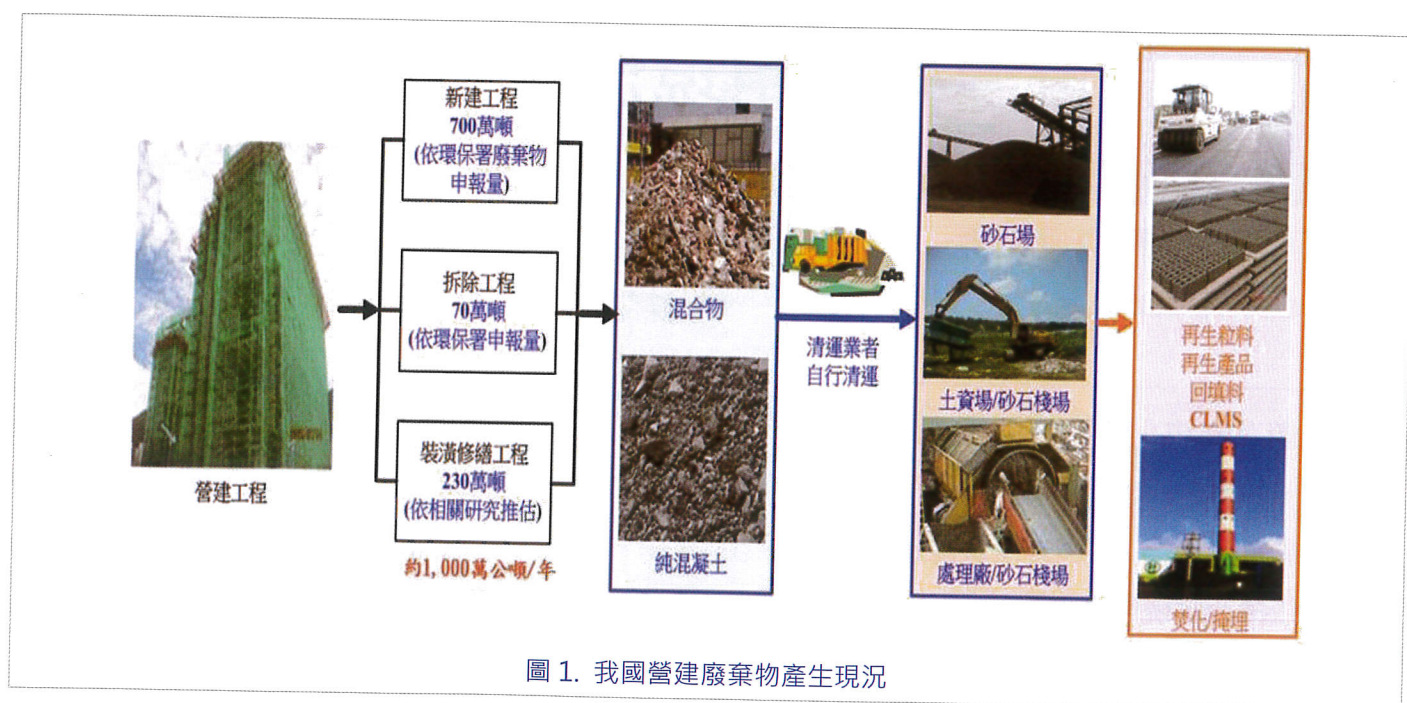 營建工程
新建工程
700萬噸
(依環保署廢棄物
申報量)
拆除工程
70萬噸
(依環保署申報量)
裝潢修繕工程
230萬噸
(依相關研究推估)
約1,000萬公噸/年
混合物
純混凝土
清運業者
自行清運
砂石場
土資場/砂石棧場
處理廠/砂石棧場
再生粒料
再生產品
回填料
CLMS
焚化/掩埋
圖 1. 我國營建廢棄物產生現況